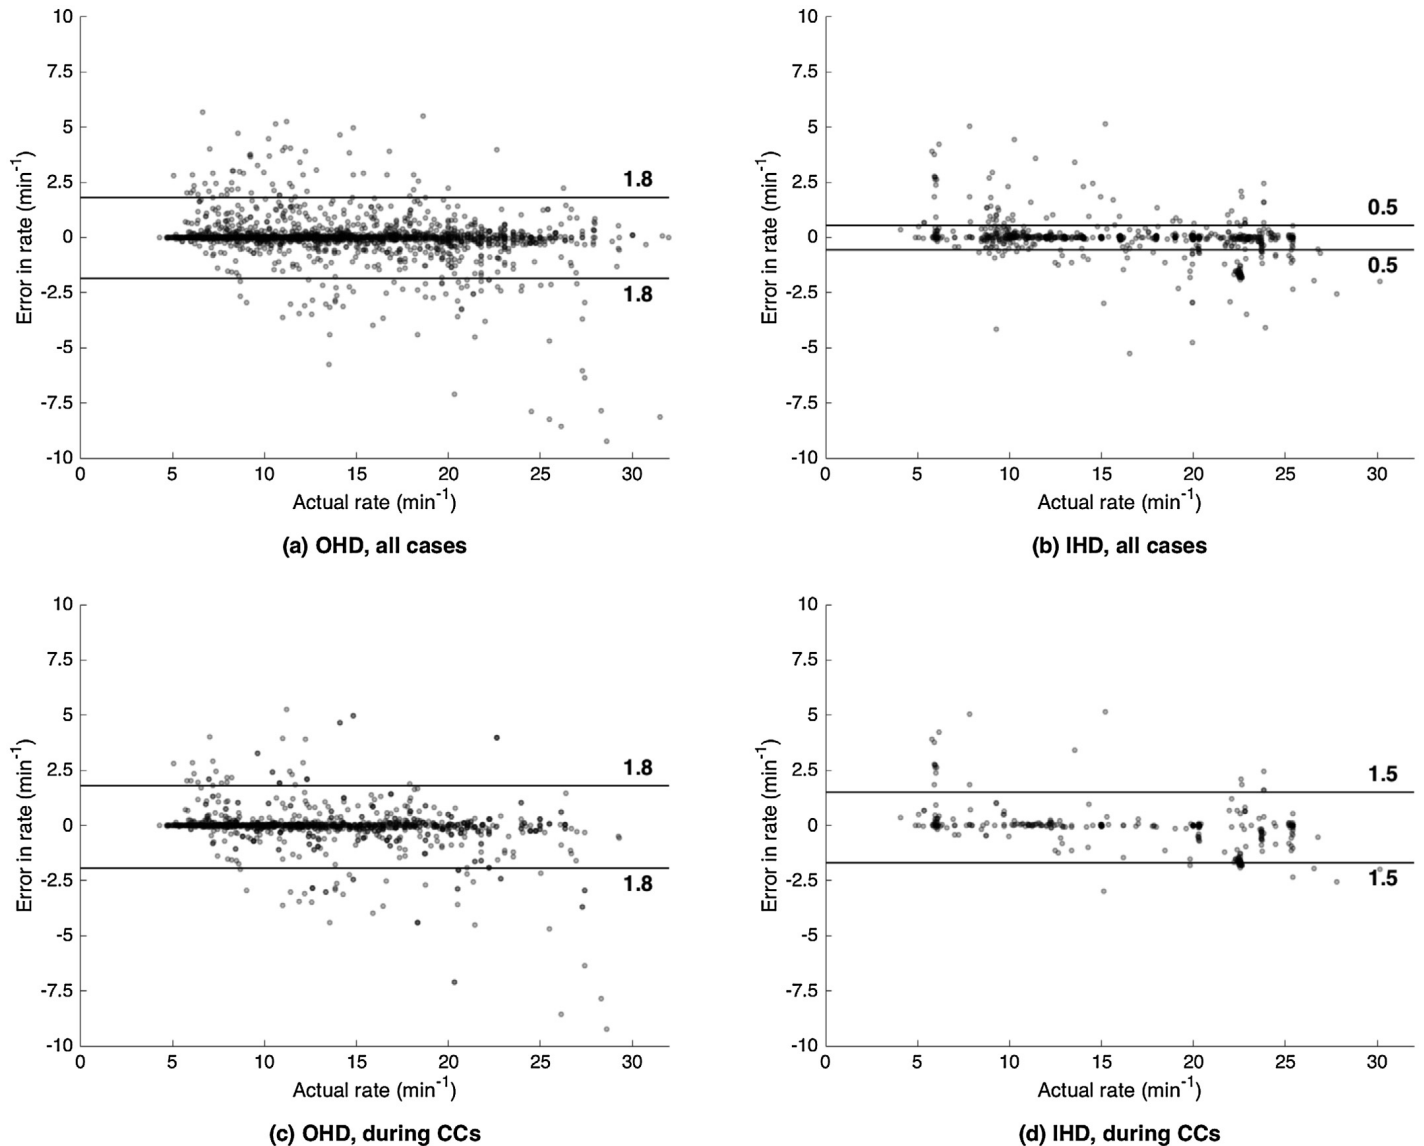 10
7.5
5
2.5
0
-2.5
-5
-7.5
-10
Error in rate (min-1)
1.8
1.8
0 5 10 15 20 25 30
Actual rate (min-1)
(a) OHD, all cases
10
7.5
5
2.5
0
-2.5
-5
-7.5
-10
Error in rate (min-1)
0.5
0.5
0 5 10 15 20 25 30
Actual rate (min-1)
(b) IHD, all cases
10
7.5
5
2.5
0
-2.5
-5
-7.5
-10
Error in rate (min-1)
1.8
1.8
0 5 10 15 20 25 30
Actual rate (min-1)
(c) OHD, during CCs
10
7.5
5
2.5
0
-2.5
-5
-7.5
-10
Error in rate (min-1)
1.5
1.5
0 5 10 15 20 25 30
Actual rate (min-1)
(d) IHD, during CCs